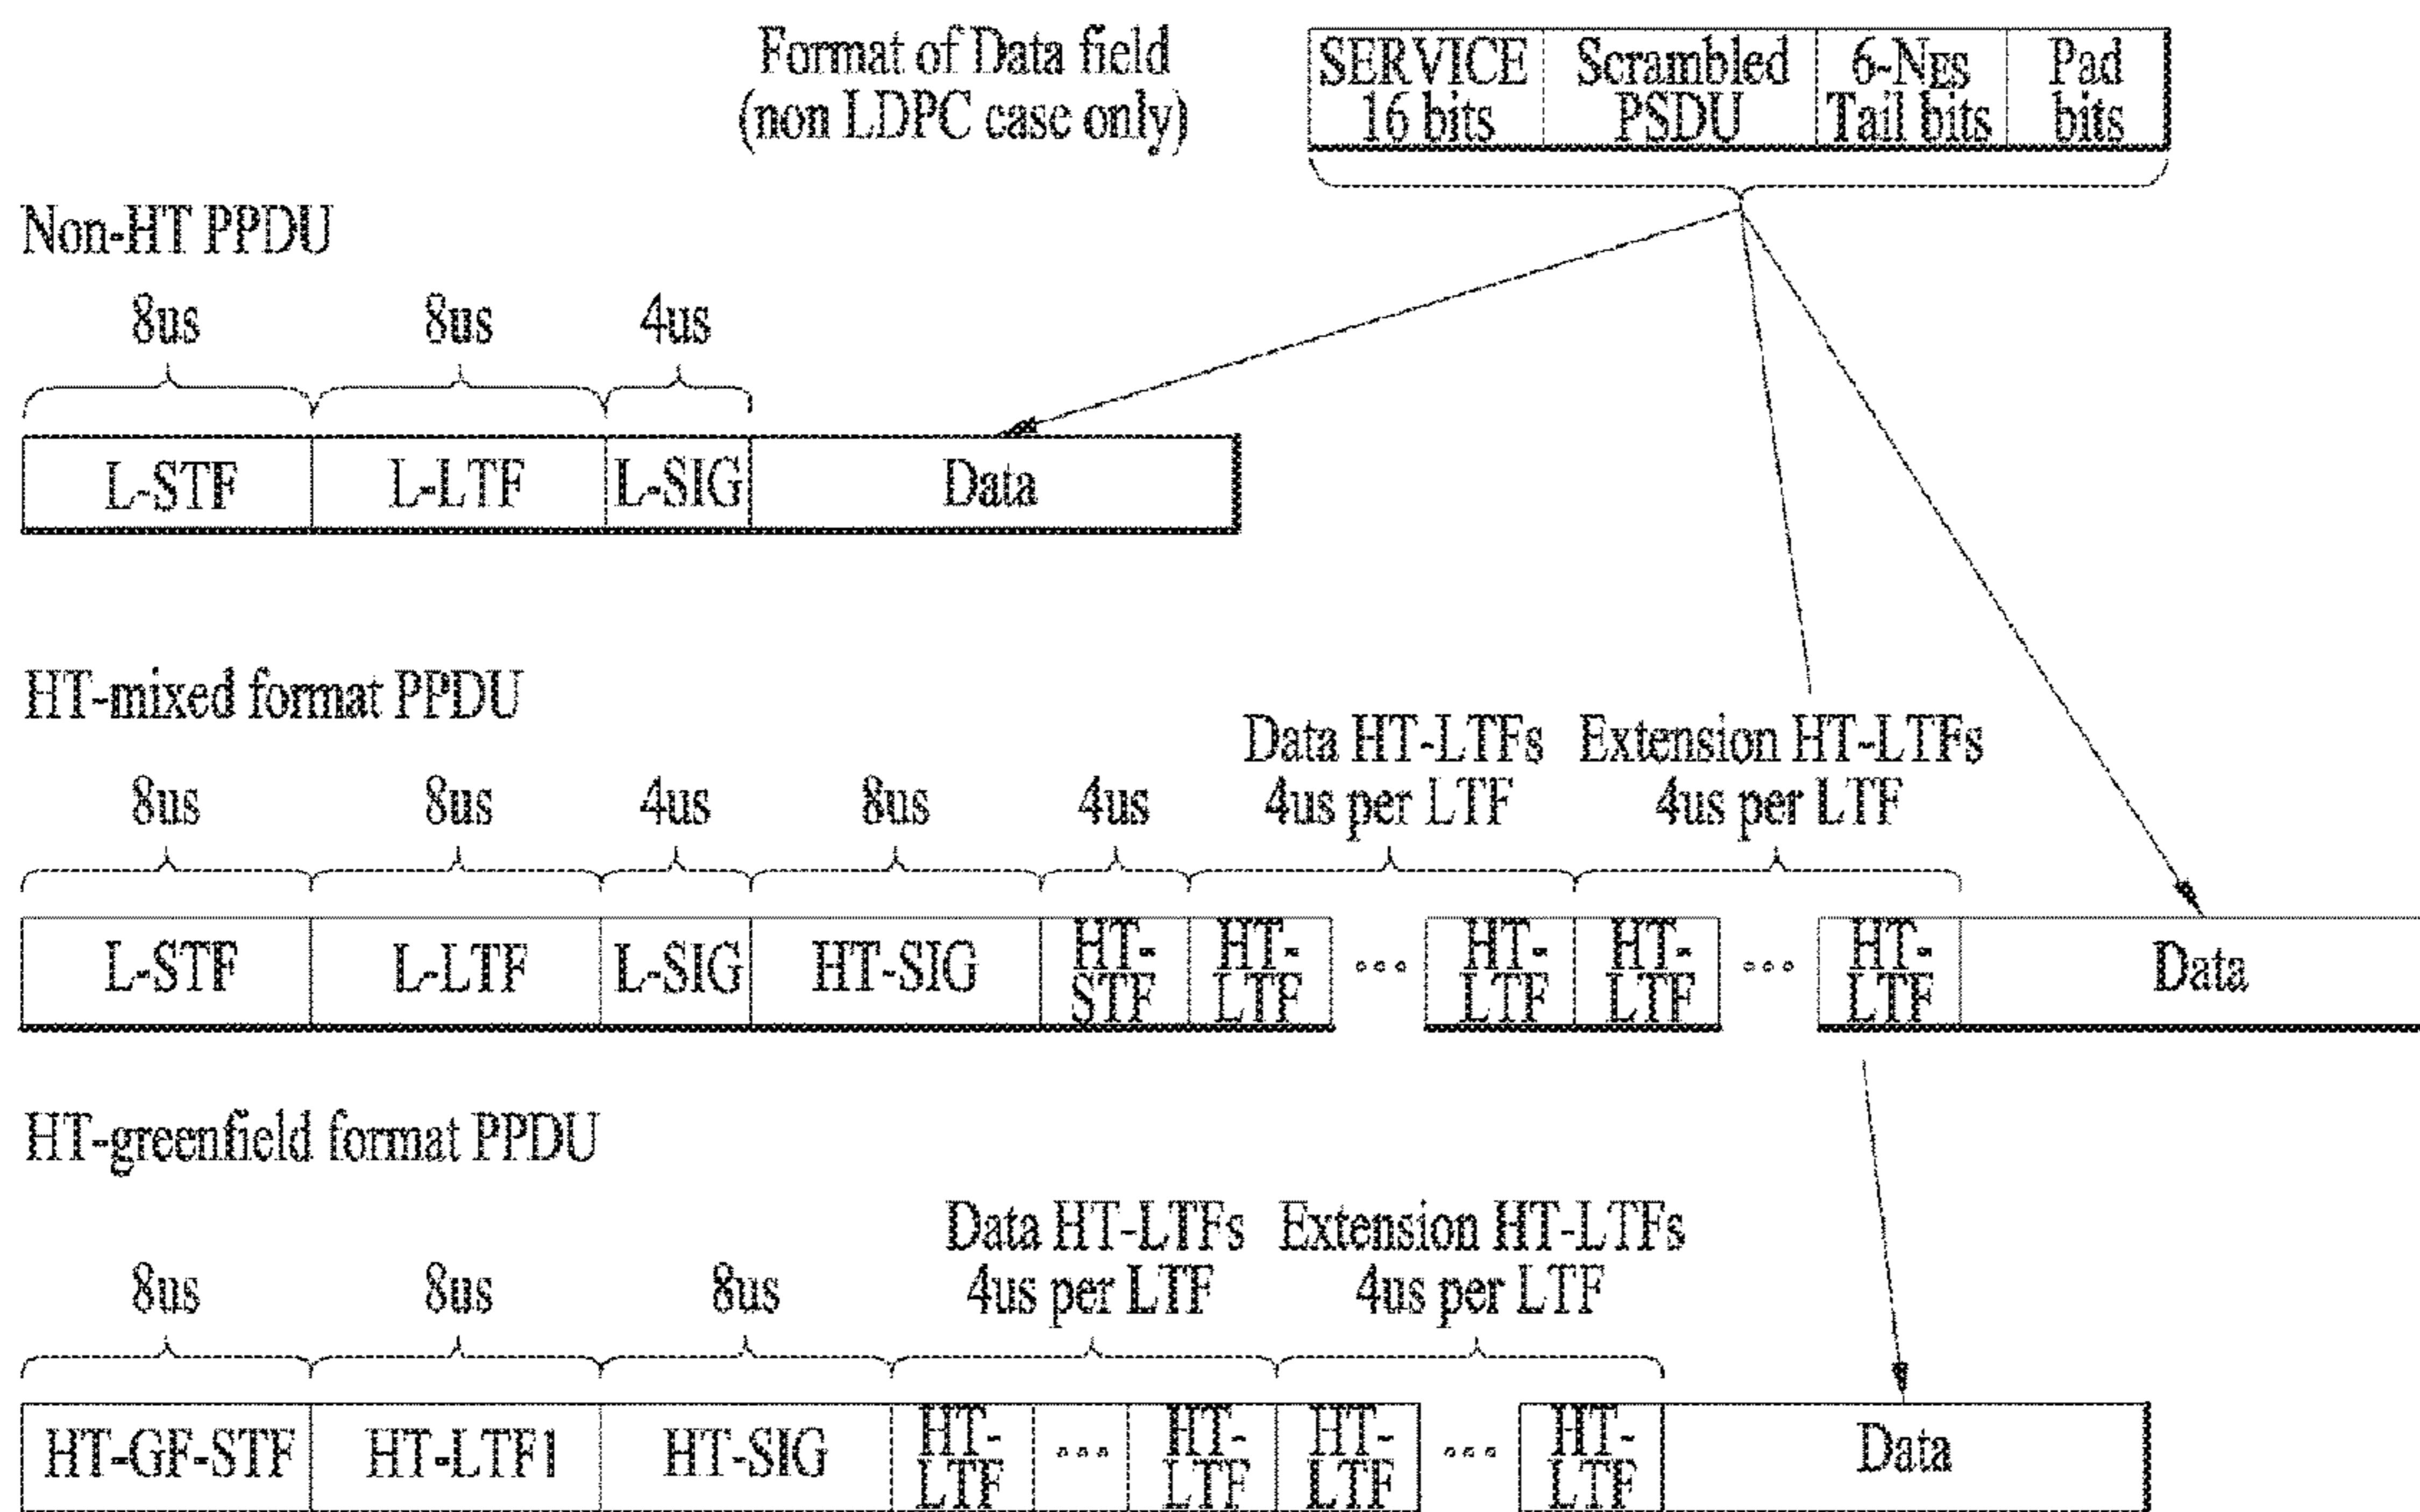 Format of Data field
(non LDPC case only)
SERVICE 16 bits
Scrambled PSDU
6-NES Tail bits
Pad bits
Non-HT PPDU
8us 8us 4us
L-STF L-LTF L-SIG Data
HT-mixed format PPDU
Data HT-LTFs Extension HT-LTFs
8us 8us 4us 8us 4us 4us per LTF 4us per LTF
L-STF L-LTF L-SIG HT-SIG HT-STF HT-LTF ... HT-LTF HT-LTF ... HT-LTF Data
HT-greenfield format PPDU
Data HT-LTFs Extension HT-LTFs
8us 8us 8us 4us per LTF 4us per LTF
HT-GF-STF HT-LTF1 HT-SIG HT-LTF ... HT-LTF HT-LTF ... HT-LTF Data